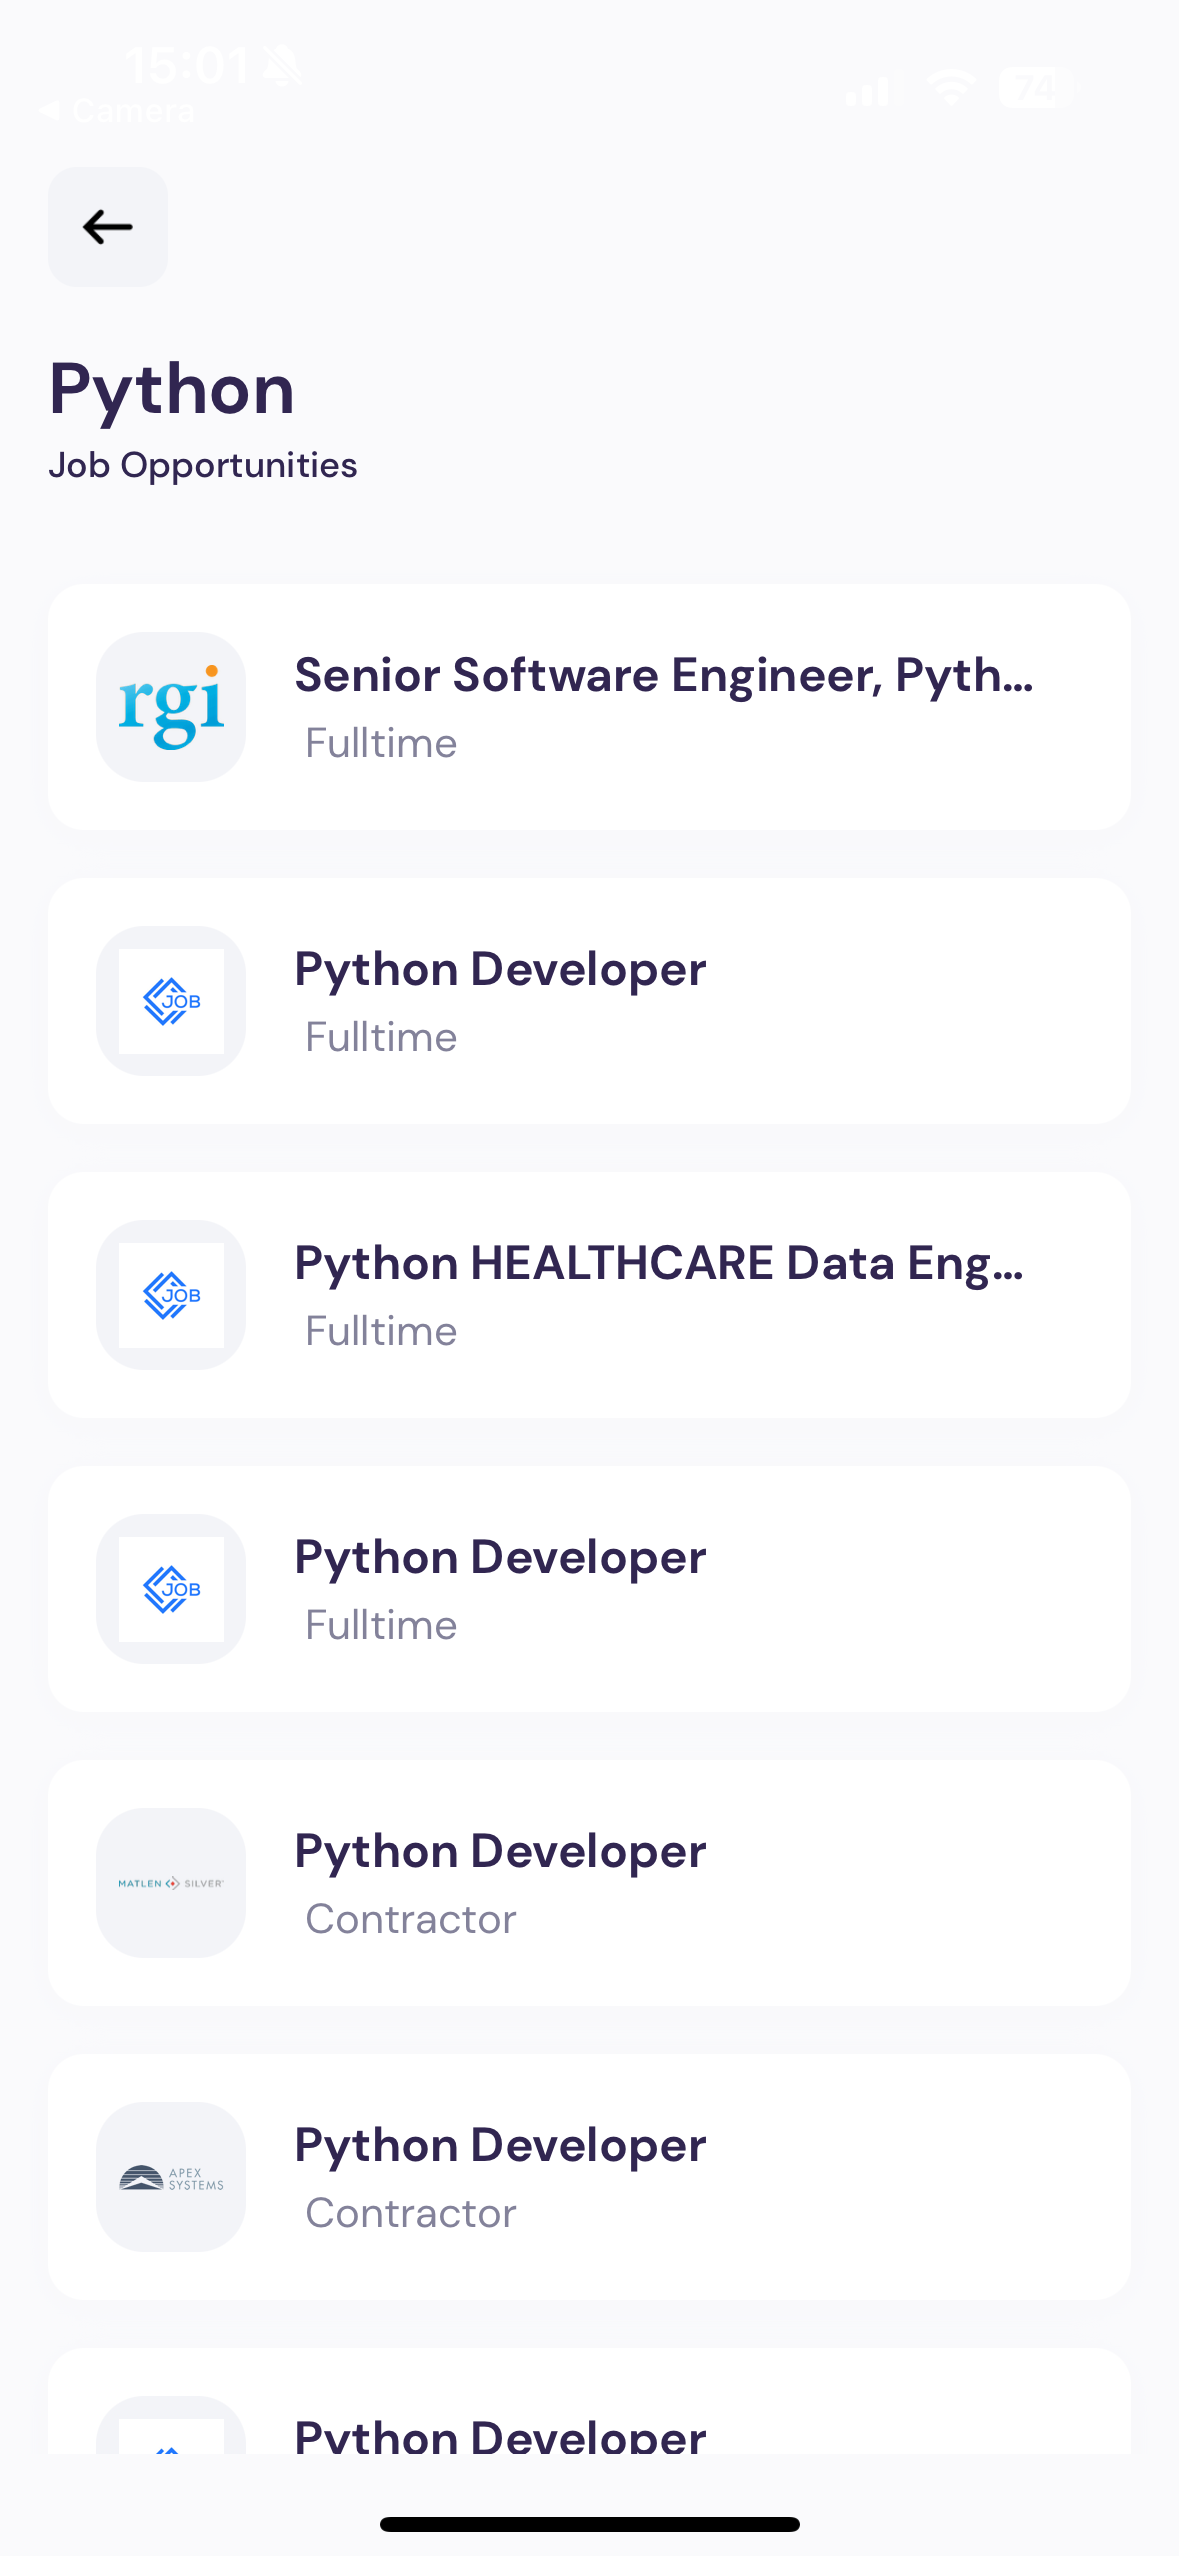 15:01
◀ Camera
74
Python
Job Opportunities
rgi
Senior Software Engineer, Pyth...
Fulltime
JOB
Python Developer
Fulltime
JOB
Python HEALTHCARE Data Eng...
Fulltime
JOB
Python Developer
Fulltime
MATLEN SILVER
Python Developer
Contractor
APEX
SYSTEMS
Python Developer
Contractor
Python Developer